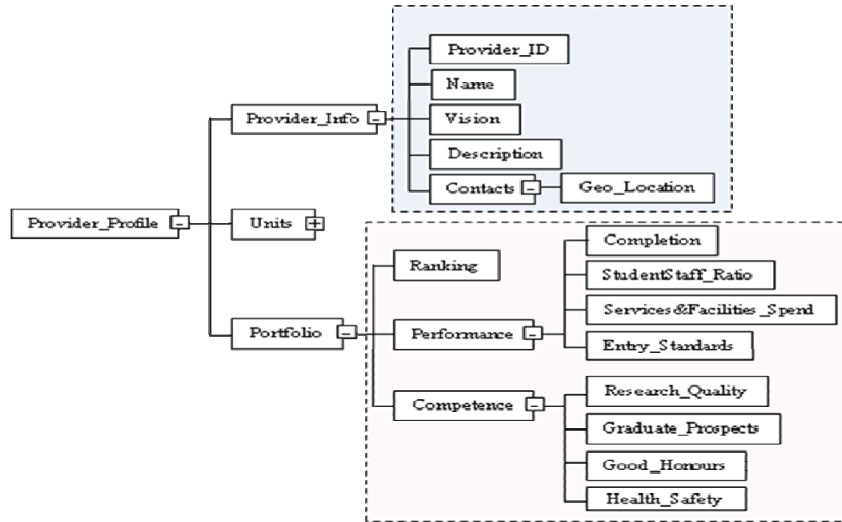 Provider_Profile
Provider_Info
Provider_ID
Name
Vision
Description
Contacts
Geo_Location
Units
Portfolio
Ranking
Performance
Completion
StudentStaff_Ratio
Services&Facilities_Spend
Entry_Standards
Competence
Research_Quality
Graduate_Prospects
Good_Honours
Health_Safety